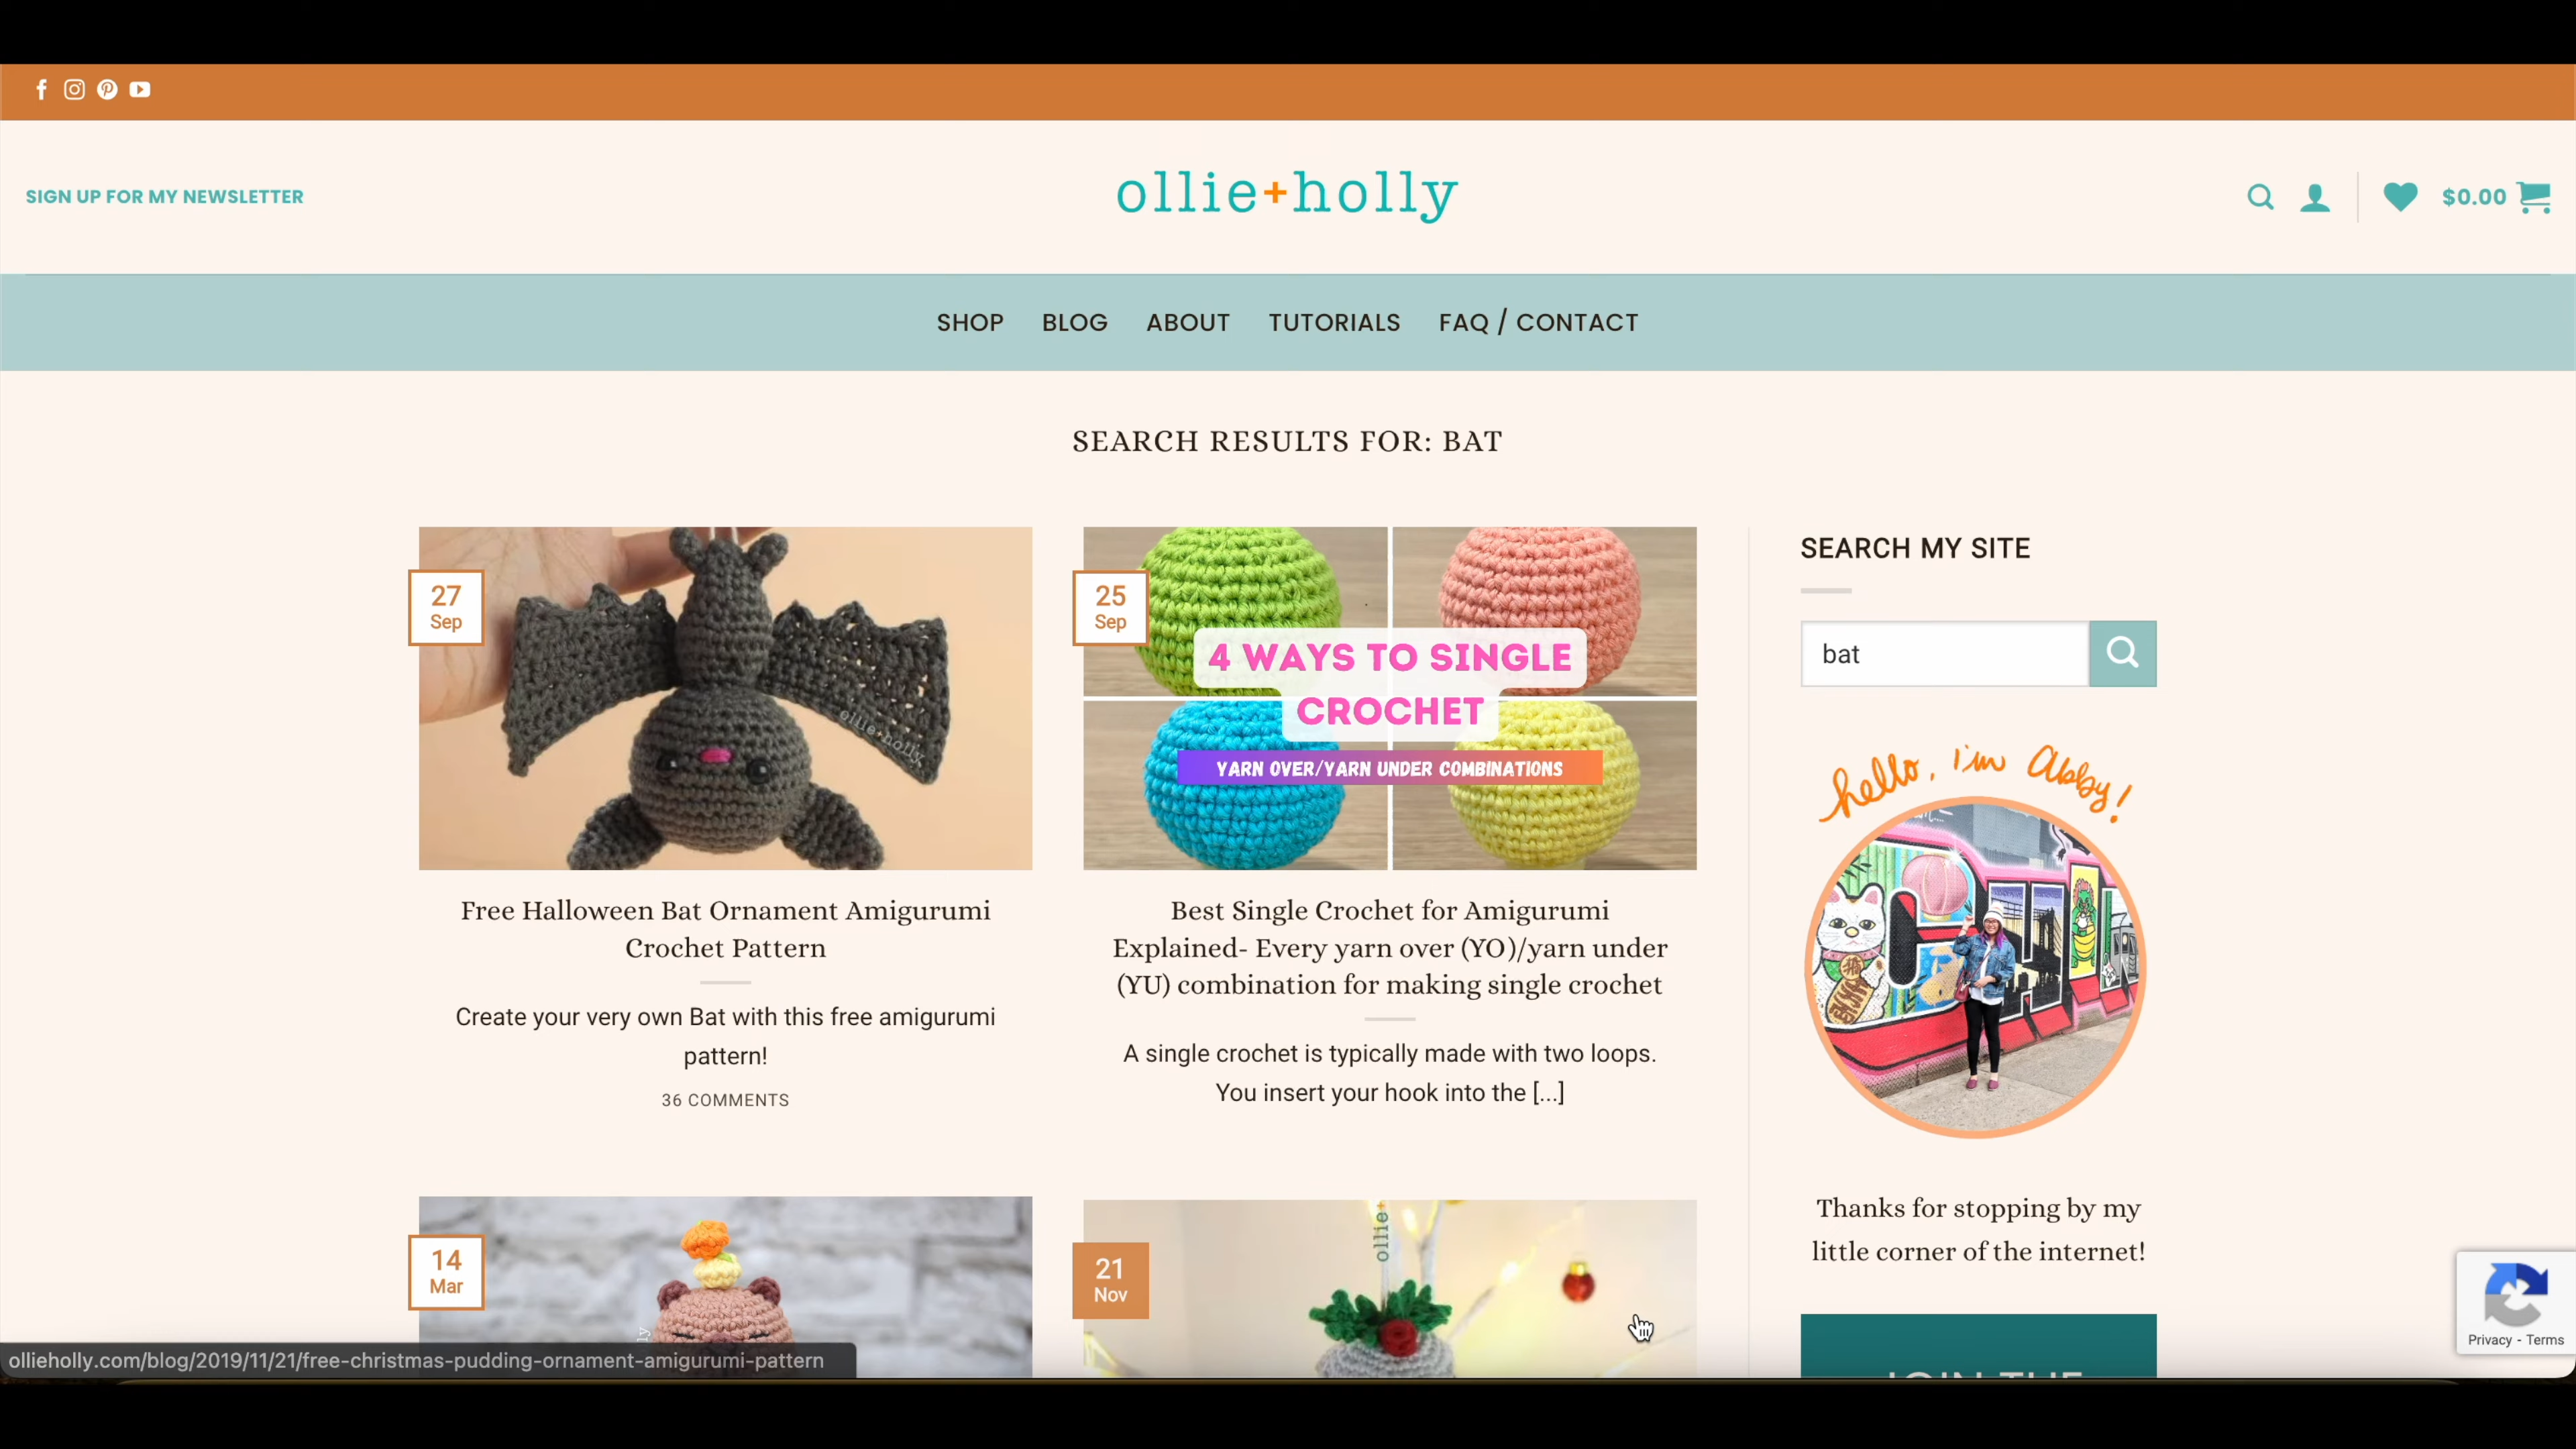 SIGN UP FOR MY NEWSLETTER
ollie+holly
$0.00
SHOP BLOG ABOUT TUTORIALS FAQ / CONTACT
SEARCH RESULTS FOR: BAT
27
Sep
ollie+holly
Free Halloween Bat Ornament Amigurumi
Crochet Pattern
Create your very own Bat with this free amigurumi
pattern!
36 COMMENTS
25
Sep
4 WAYS TO SINGLE
CROCHET
YARN OVER/YARN UNDER COMBINATIONS
Best Single Crochet for Amigurumi
Explained- Every yarn over (YO)/yarn under
(YU) combination for making single crochet
A single crochet is typically made with two loops.
You insert your hook into the [...]
SEARCH MY SITE
bat
hello, i'm Abby!
Thanks for stopping by my
little corner of the internet!
14
Mar
ly
21
Nov
ollie+
JOIN THE
Privacy - Terms
ollieholly.com/blog/2019/11/21/free-christmas-pudding-ornament-amigurumi-pattern